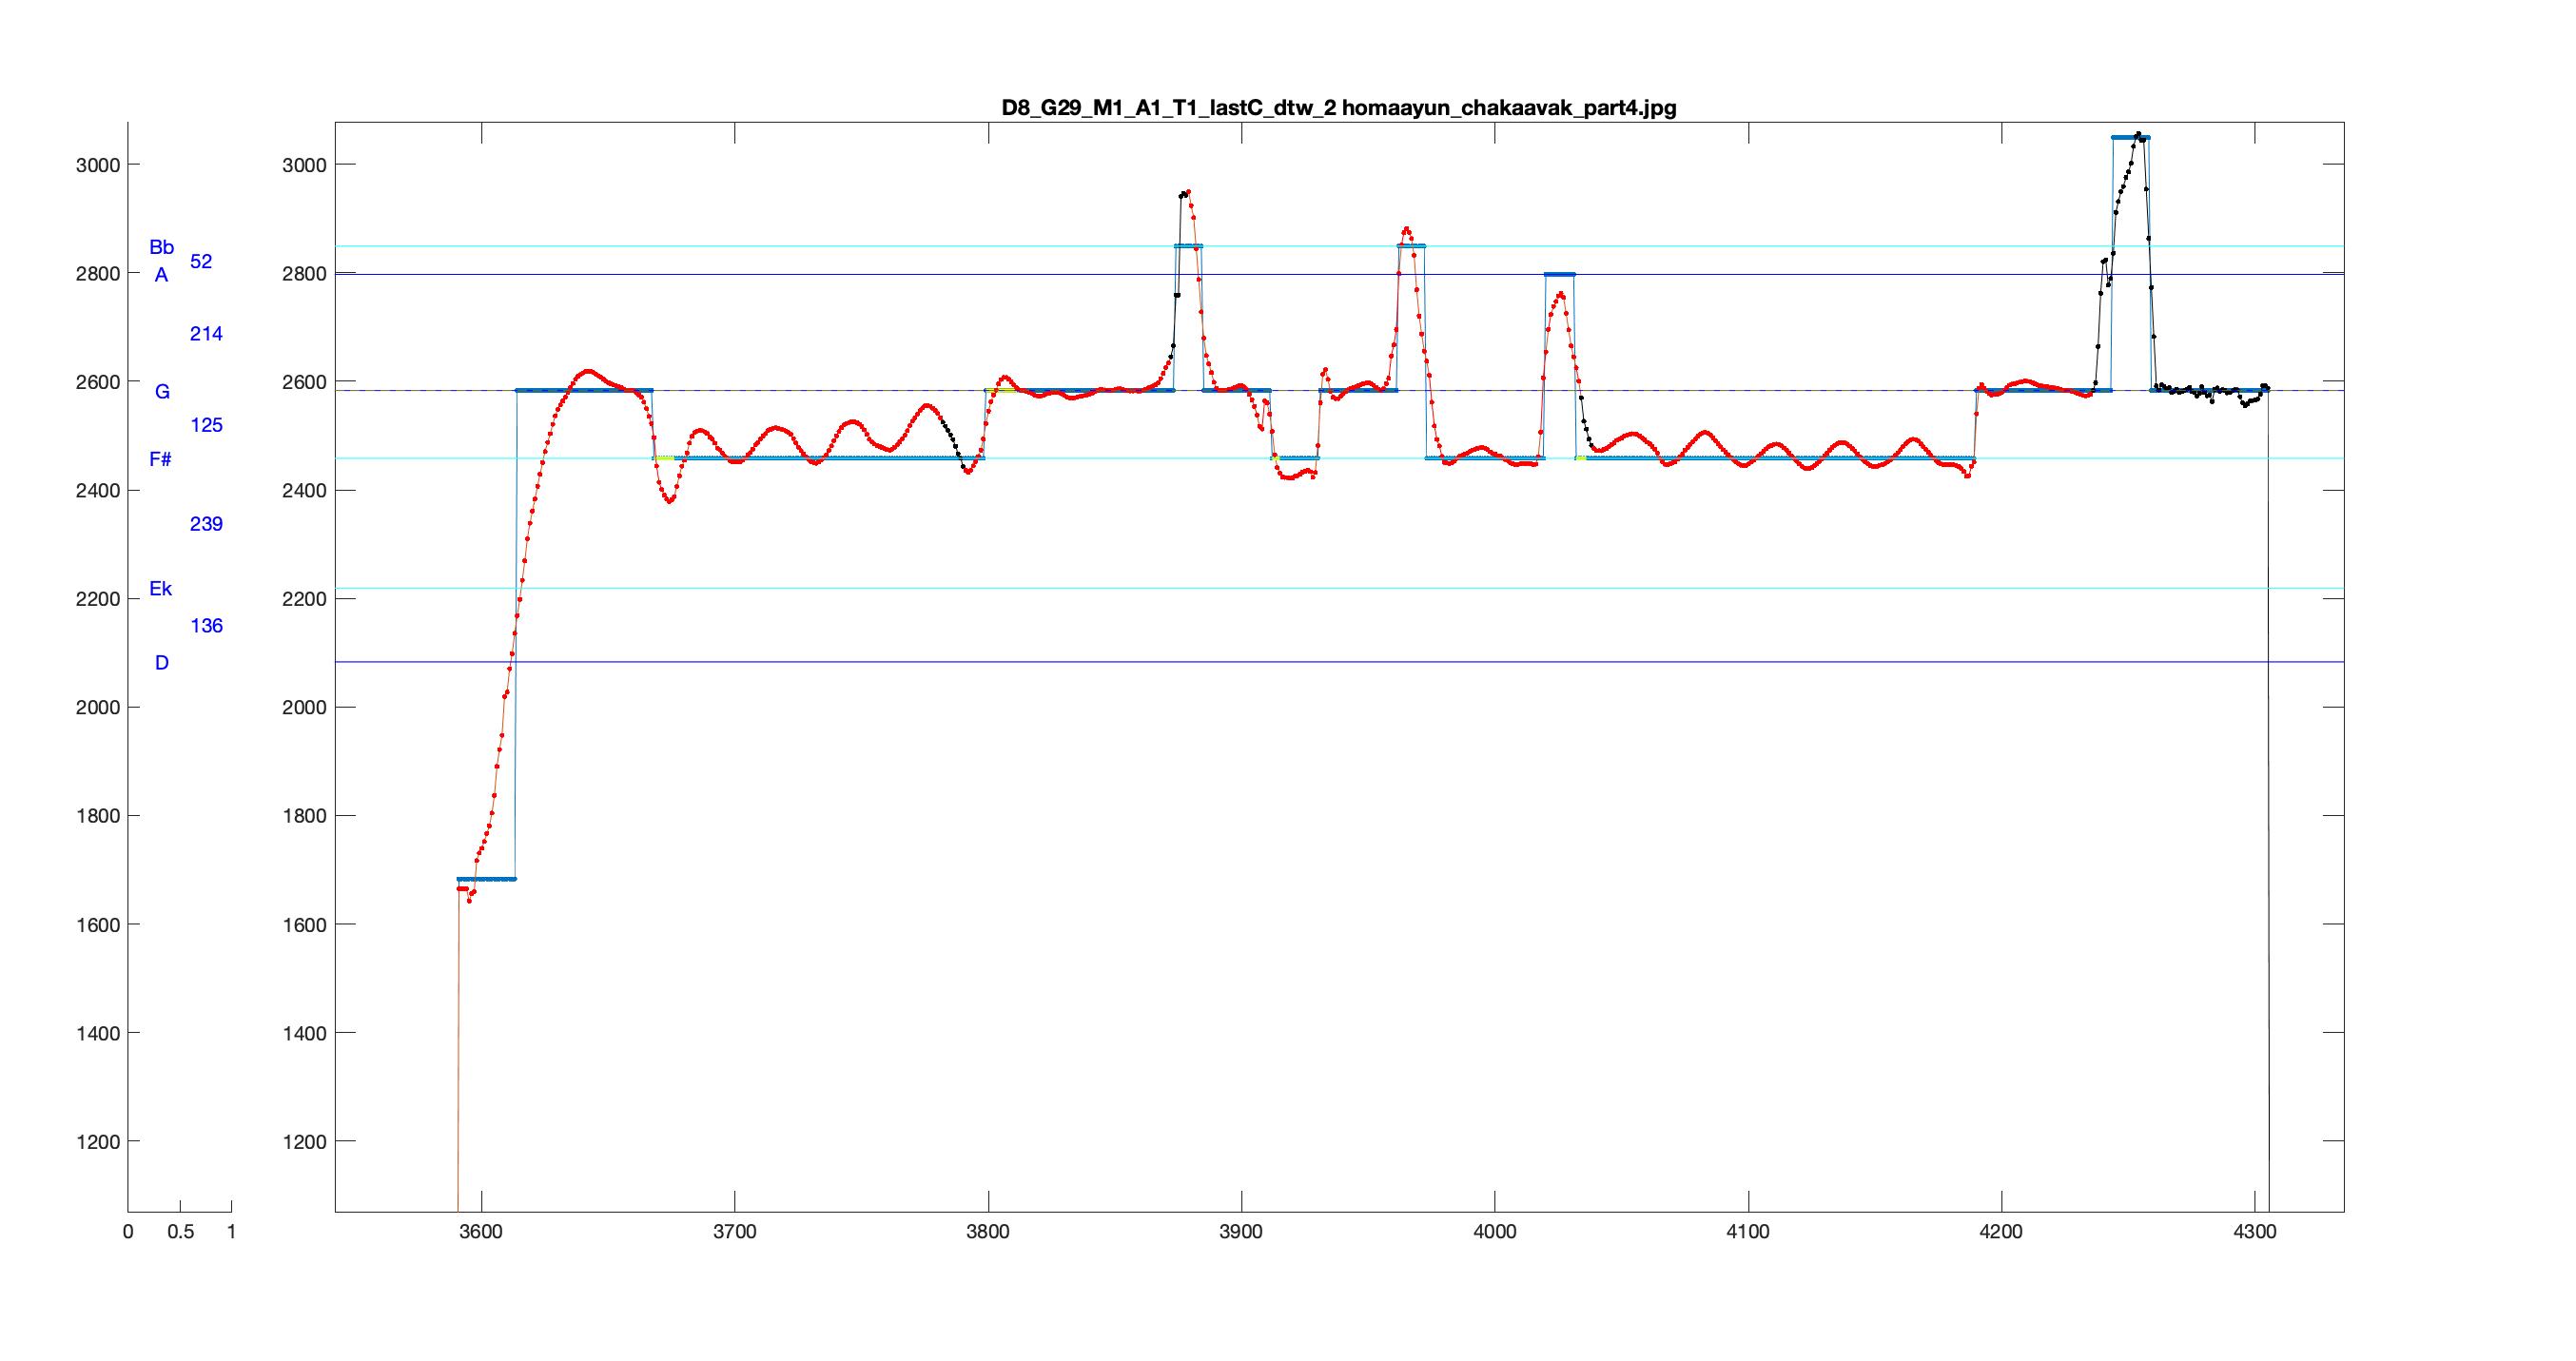 D8_G29_M1_A1_T1_lastC_dtw_2 homaayun_chakaavak_part4.jpg
3000 3000
Bb
52
2800 A 2800
214
2600 2600
G
125
F#
2400 2400
239
Ek
2200 2200
136
D
2000 2000
1800 1800
1600 1600
1400 1400
1200 1200
0 0.5 1 3600 3700 3800 3900 4000 4100 4200 4300